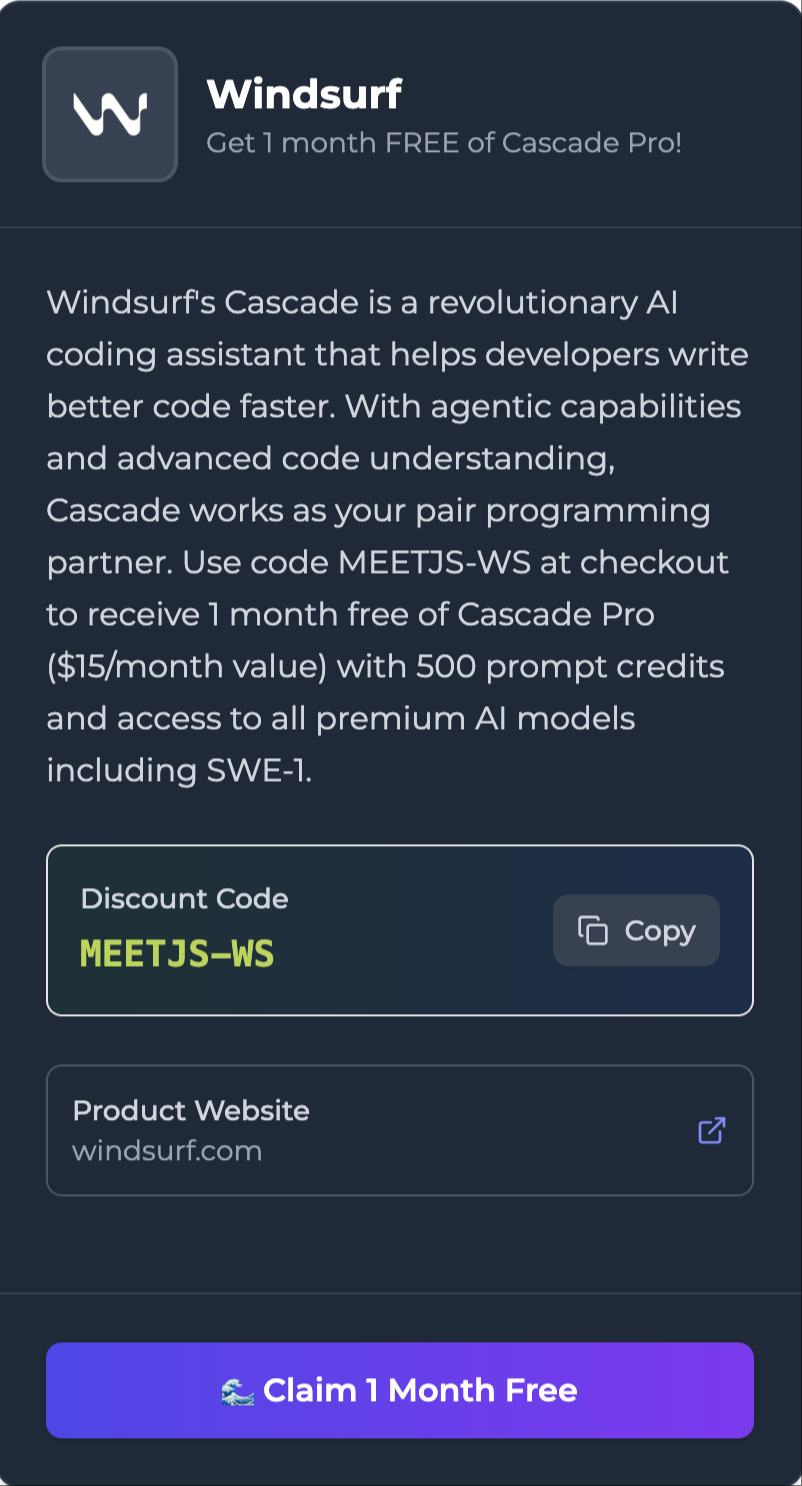 Windsurf
Get 1 month FREE of Cascade Pro!
Windsurf's Cascade is a revolutionary AI
coding assistant that helps developers write
better code faster. With agentic capabilities
and advanced code understanding,
Cascade works as your pair programming
partner. Use code MEETJS-WS at checkout
to receive 1 month free of Cascade Pro
($15/month value) with 500 prompt credits
and access to all premium AI models
including SWE-1.
Discount Code
MEETJS-WS
Copy
Product Website
windsurf.com
🌊 Claim 1 Month Free